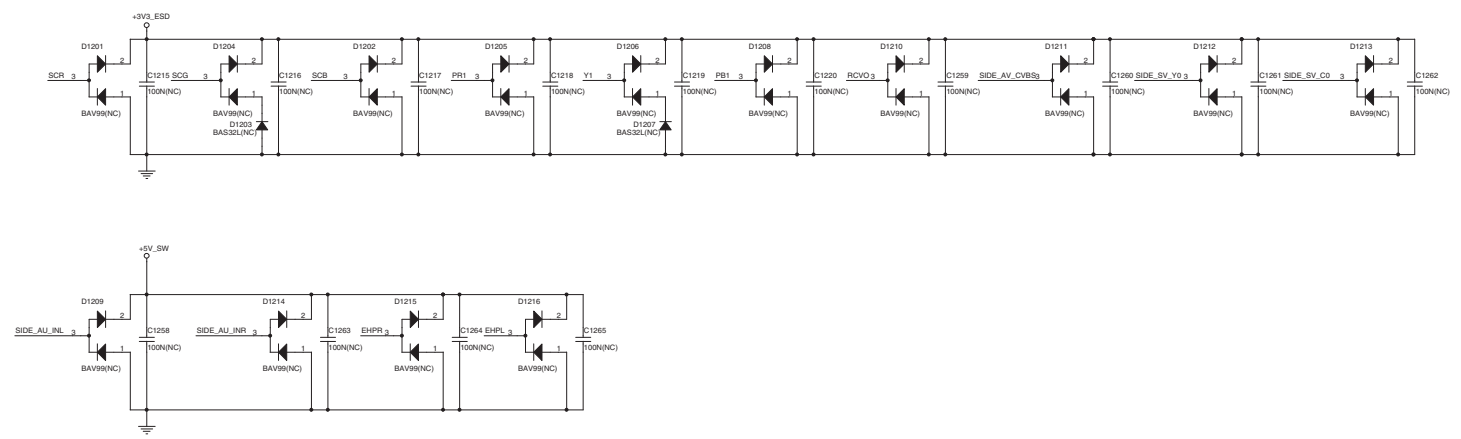 +3V3_ESD
D1201 D1204 D1202 D1205 D1206 D1208 D1210 D1211 D1212 D1213
2 2 2 2 2 2 2 2 2 2
SCR 3 C1215 SCG 3 C1216 SCB 3 C1217 PR1 3 C1218 Y1 3 C1219 PB1 3 C1220 RCVO 3 C1259 SIDE_AV_CVBS 3 C1260 SIDE_SV_Y0 3 C1261 SIDE_SV_C0 3 C1262
100N(NC) 100N(NC) 100N(NC) 100N(NC) 100N(NC) 100N(NC) 100N(NC) 100N(NC) 100N(NC) 100N(NC)
1 1 1 1 1 1 1 1 1 1
BAV99(NC) BAV99(NC) BAV99(NC) BAV99(NC) BAV99(NC) BAV99(NC) BAV99(NC) BAV99(NC) BAV99(NC) BAV99(NC)
D1203 D1207
BAS32L(NC) BAS32L(NC)
+5V_SW
D1209 D1214 D1215 D1216
2 2 2 2
SIDE_AU_INL 3 C1258 SIDE_AU_INR 3 C1263 EHPR 3 C1264 EHPL 3 C1265
100N(NC) 100N(NC) 100N(NC) 100N(NC)
1 1 1 1
BAV99(NC) BAV99(NC) BAV99(NC) BAV99(NC)